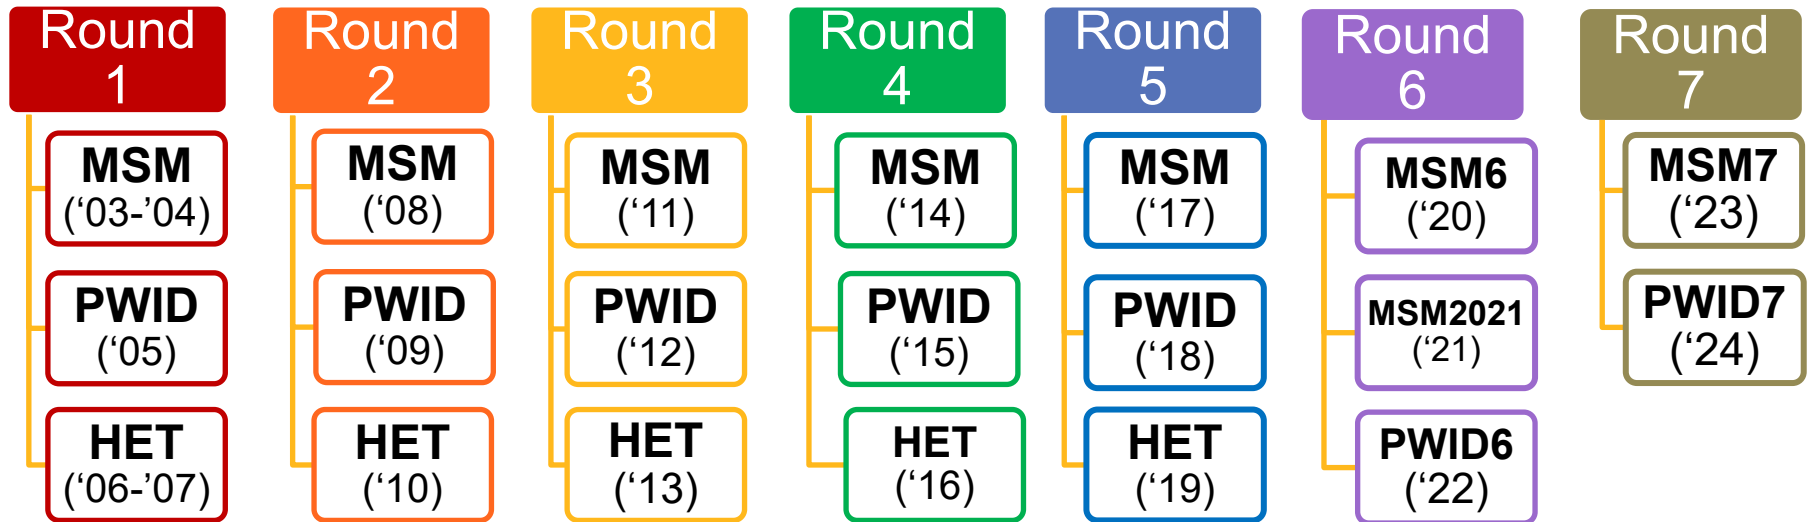 Round
1
MSM
(‘03-’04)
PWID
(‘05)
HET
(‘06-’07)
Round
2
MSM
(‘08)
PWID
(‘09)
HET
(‘10)
Round
3
MSM
(‘11)
PWID
(‘12)
HET
(‘13)
Round
4
MSM
(‘14)
PWID
(‘15)
HET
(‘16)
Round
5
MSM
(‘17)
PWID
(‘18)
HET
(‘19)
Round
6
MSM6
(‘20)
MSM2021
(‘21)
PWID6
(‘22)
Round
7
MSM7
(‘23)
PWID7
(‘24)